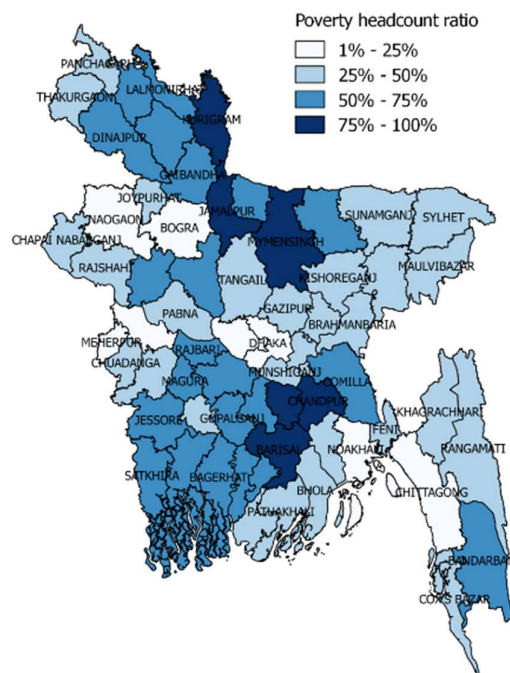 Poverty headcount ratio
1% - 25%
25% - 50%
50% - 75%
75% - 100%
THAKURGAON
DINAJPUR
KURIGRAM
GAIBANDHA
JOYPURHAT
NAOGAON
BOGRA
JAMALPUR
MYMENSINGH
SUNAMGANJ
SYLHET
CHAPAI NABABGANJ
RAJSHAHI
TANGAIL
KISHOREGANJ
MAULVIBAZAR
PABNA
GAZIPUR
BRAHMANBARIA
MEHERPUR
CHUADANGA
RAJBARI
DHAKA
MAGURA
MUNSHIGANJ
COMILLA
CHANDPUR
JESSORE
GOPALGANJ
FENI
KHAGRACHHARI
BARISAL
NOAKHALI
RANGAMATI
SATKHIRA
BAGERHAT
BHOLA
CHITTAGONG
PATUAKHALI
COX'S BAZAR